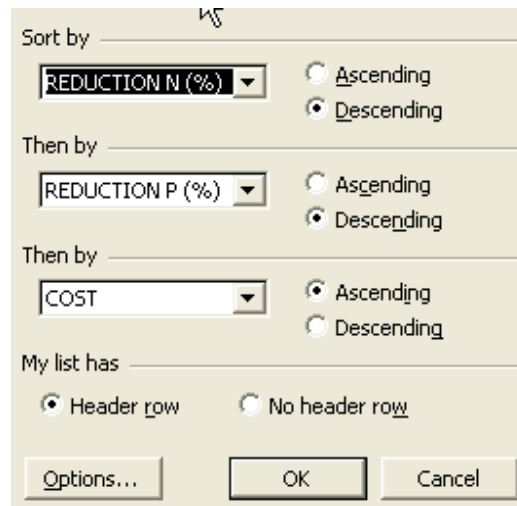 Sort by
REDUCTION N (%) Ascending
Descending
Then by
REDUCTION P (%) Ascending
Descending
Then by
COST Ascending
Descending
My list has
Header row No header row
Options... OK Cancel